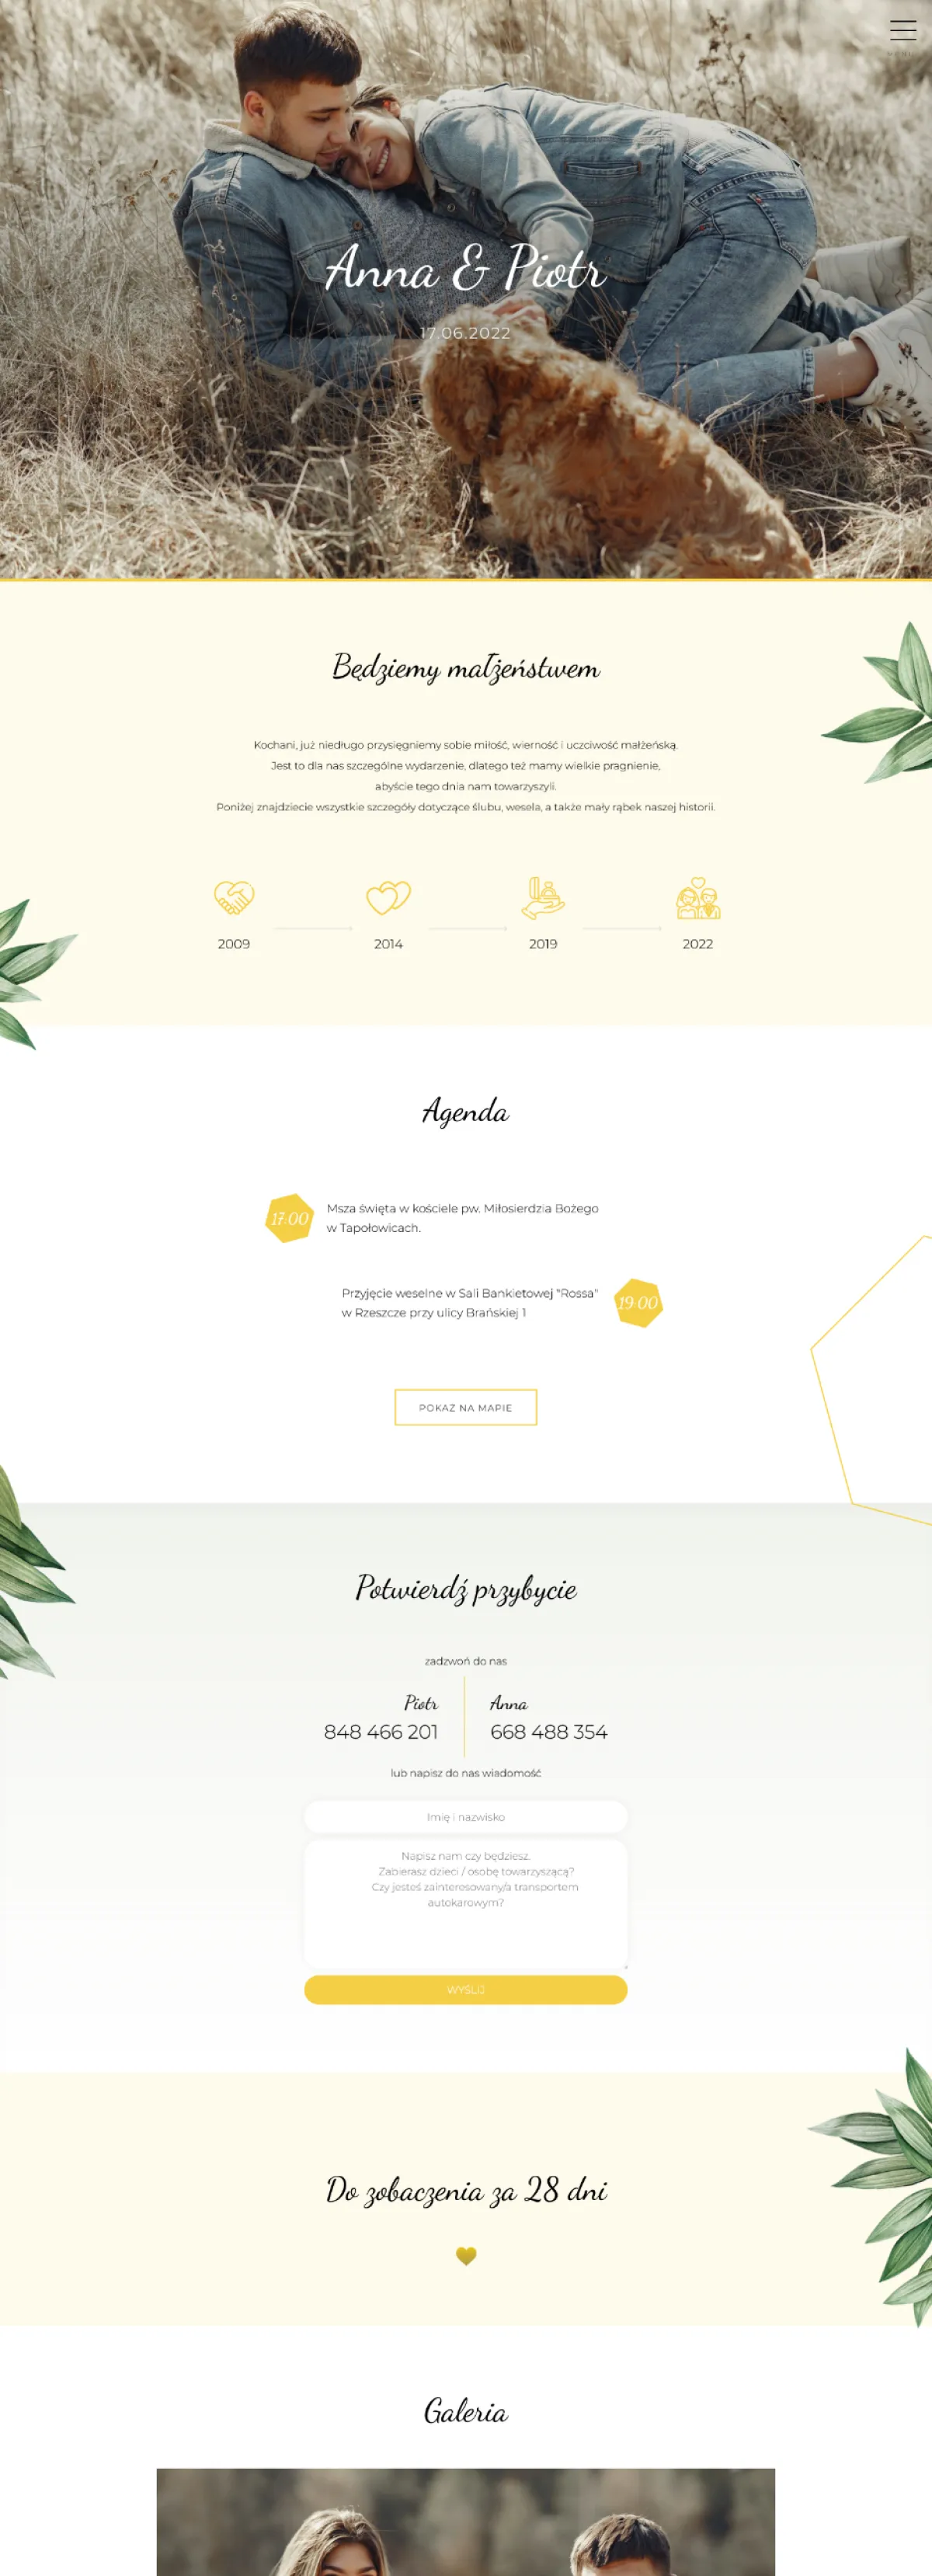 MENU
Anna & Piotr
17.06.2022
Będziemy małżeństwem
Kochani, już niedługo przysięgniemy sobie miłość, wierność i uczciwość małżeńską.
Jest to dla nas szczególne wydarzenie, dlatego też mamy wielkie pragnienie,
abyście tego dnia nam towarzyszyli.
Poniżej znajdziecie wszystkie szczegóły dotyczące ślubu, wesela, a także mały rąbek naszej historii.
2009
2014
2019
2022
Agenda
17:00
Msza święta w kościele pw. Miłosierdzia Bożego
w Tapołowicach.
Przyjęcie weselne w Sali Bankietowej "Rossa"
w Rzeszcze przy ulicy Brańskiej 1
19:00
POKAŻ NA MAPIE
Potwierdź przybycie
zadzwoń do nas
Piotr
848 466 201
Anna
668 488 354
lub napisz do nas wiadomość
Imię i nazwisko
Napisz nam czy będziesz.
Zabierasz dzieci / osobę towarzyszącą?
Czy jesteś zainteresowany/a transportem
autokarowym?
WYŚLIJ
Do zobaczenia za 28 dni
Galeria